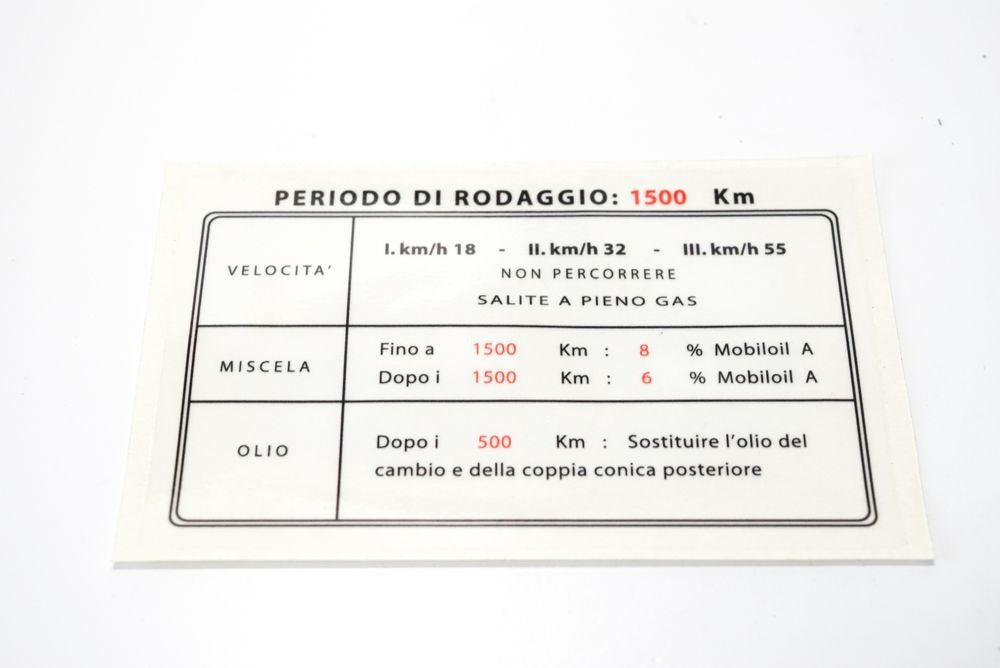 PERIODO DI RODAGGIO: 1500 Km
VELOCITA'
I. km/h 18 - II. km/h 32 - III. km/h 55
NON PERCORRERE
SALITE A PIENO GAS
MISCELA
Fino a 1500 Km : 8 % Mobiloil A
Dopo i 1500 Km : 6 % Mobiloil A
OLIO
Dopo i 500 Km : Sostituire l'olio del
cambio e della coppia conica posteriore